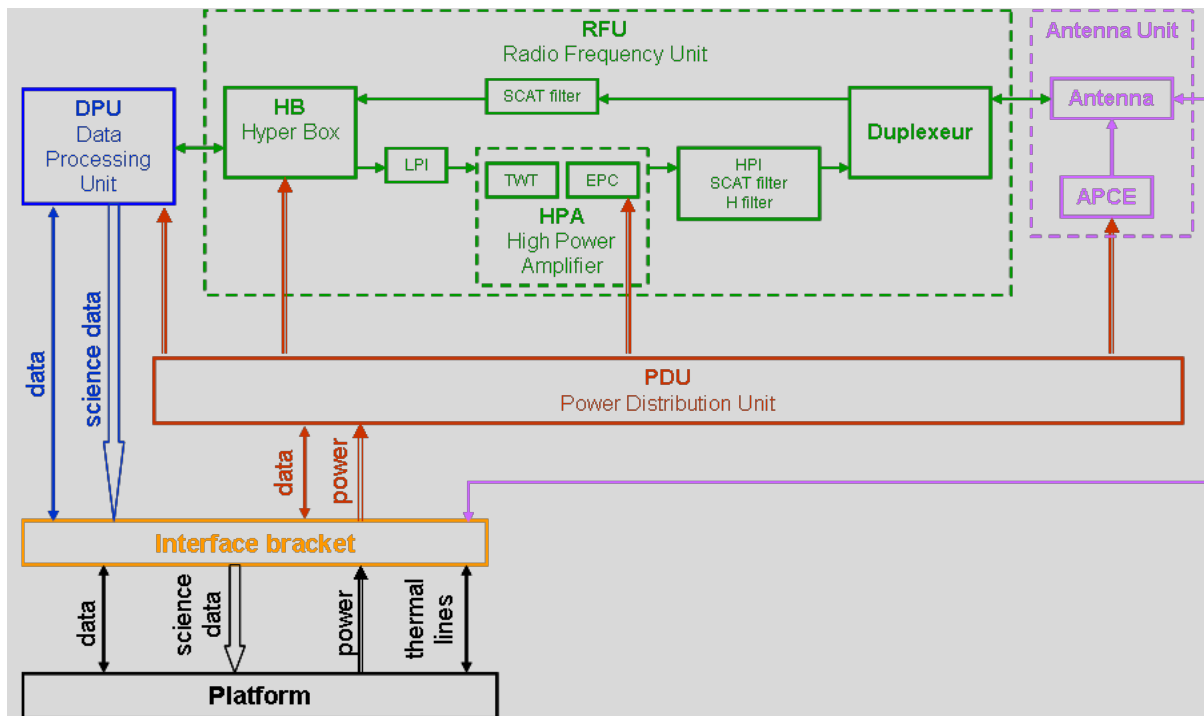 RFU
Radio Frequency Unit
Antenna Unit
DPU
Data
Processing
Unit
HB
Hyper Box
SCAT filter
Duplexeur
Antenna
LPI
TWT
EPC
HPA
High Power
Amplifier
HPI
SCAT filter
H filter
APCE
data
science data
PDU
Power Distribution Unit
data
power
Interface bracket
data
science
data
power
thermal
lines
Platform